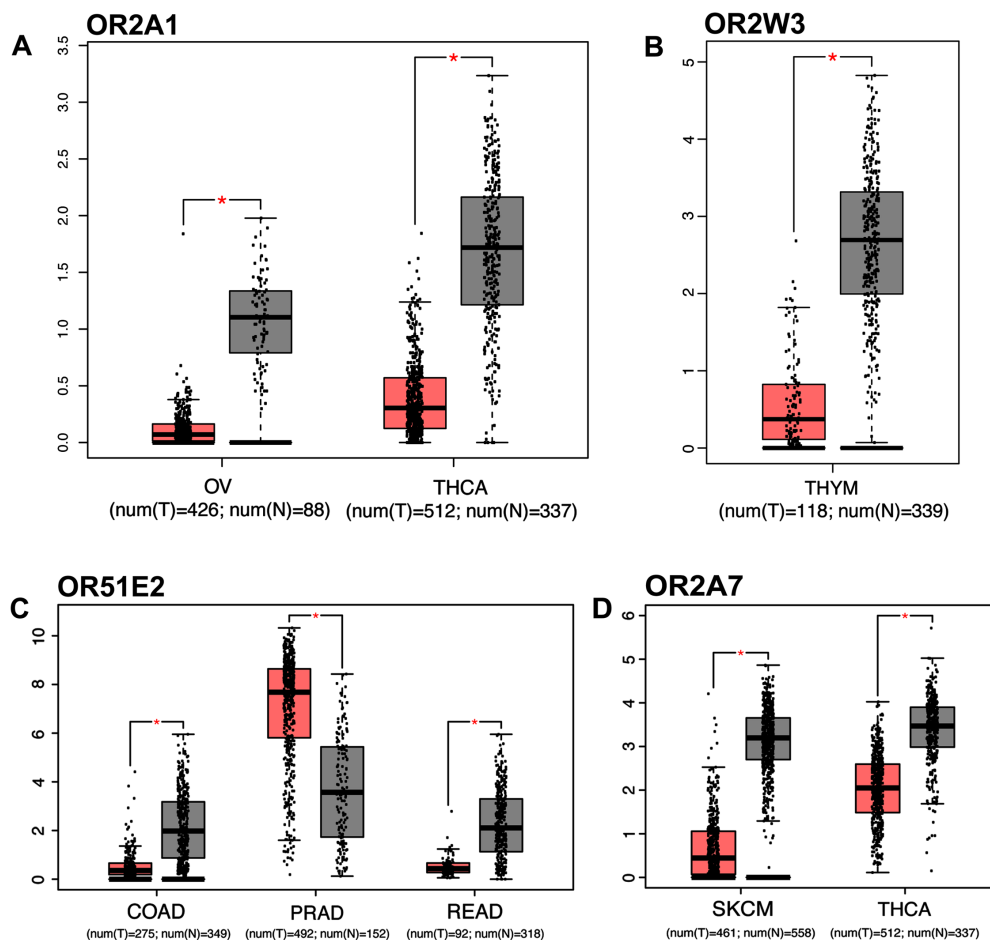 OR2A1
A
3.5
3.0
2.5
2.0
1.5
1.0
0.5
0.0
*
*
OV
(num(T)=426; num(N)=88)
THCA
(num(T)=512; num(N)=337)
OR2W3
B
5
4
3
2
1
0
*
THYM
(num(T)=118; num(N)=339)
OR51E2
C
10
8
6
4
2
0
*
*
*
COAD
(num(T)=275; num(N)=349)
PRAD
(num(T)=492; num(N)=152)
READ
(num(T)=92; num(N)=318)
OR2A7
D
6
5
4
3
2
1
0
*
*
SKCM
(num(T)=461; num(N)=558)
THCA
(num(T)=512; num(N)=337)